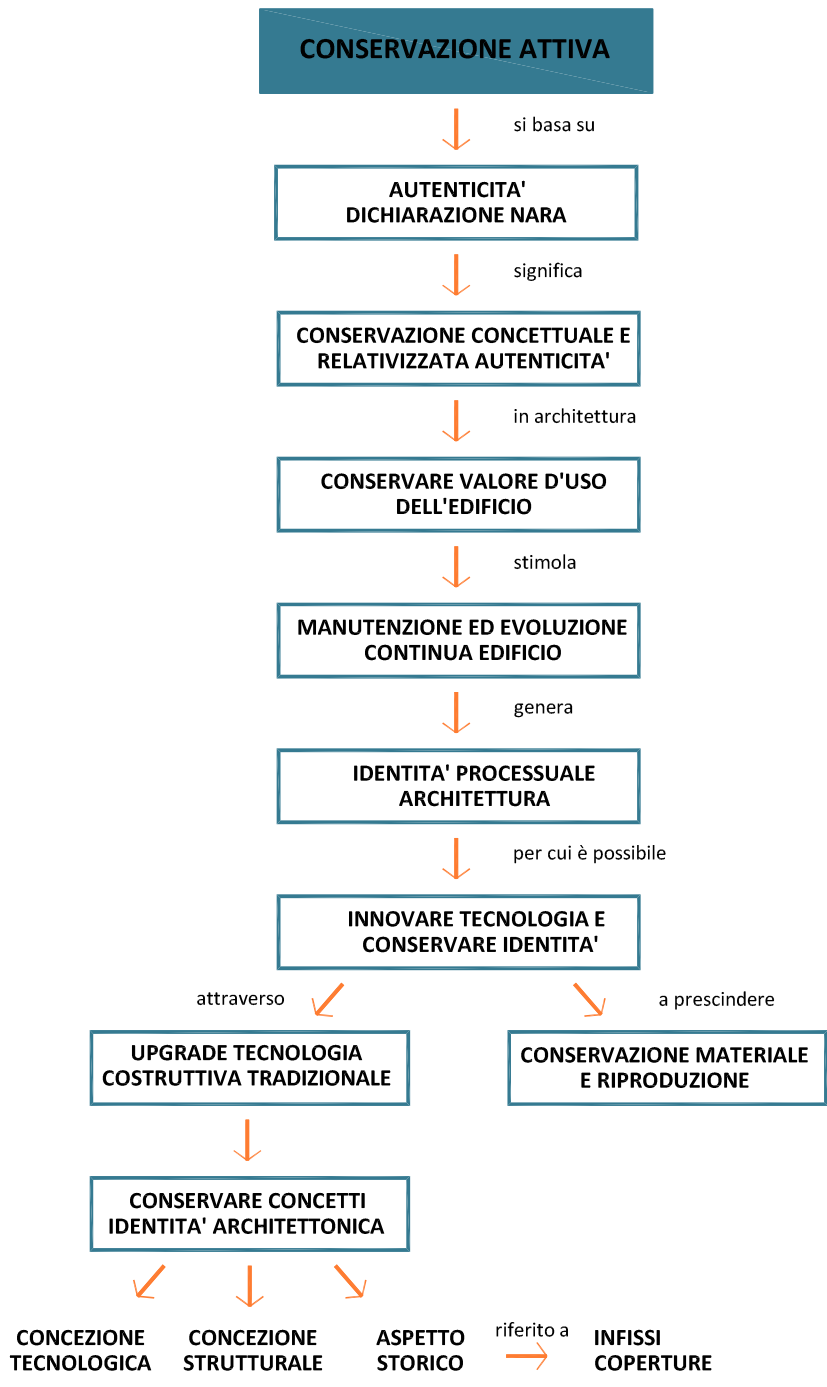 CONSERVAZIONE ATTIVA
si basa su
AUTENTICITA'
DICHIARAZIONE NARA
significa
CONSERVAZIONE CONCETTUALE E
RELATIVIZZATA AUTENTICITA'
in architettura
CONSERVARE VALORE D'USO
DELL'EDIFICIO
stimola
MANUTENZIONE ED EVOLUZIONE
CONTINUA EDIFICIO
genera
IDENTITA' PROCESSUALE
ARCHITETTURA
per cui è possibile
INNOVARE TECNOLOGIA E
CONSERVARE IDENTITA'
attraverso
UPGRADE TECNOLOGIA
COSTRUTTIVA TRADIZIONALE
a prescindere
CONSERVAZIONE MATERIALE
E RIPRODUZIONE
CONSERVARE CONCETTI
IDENTITA' ARCHITETTONICA
CONCEZIONE
TECNOLOGICA
CONCEZIONE
STRUTTURALE
ASPETTO
STORICO
riferito a
INFISSI
COPERTURE